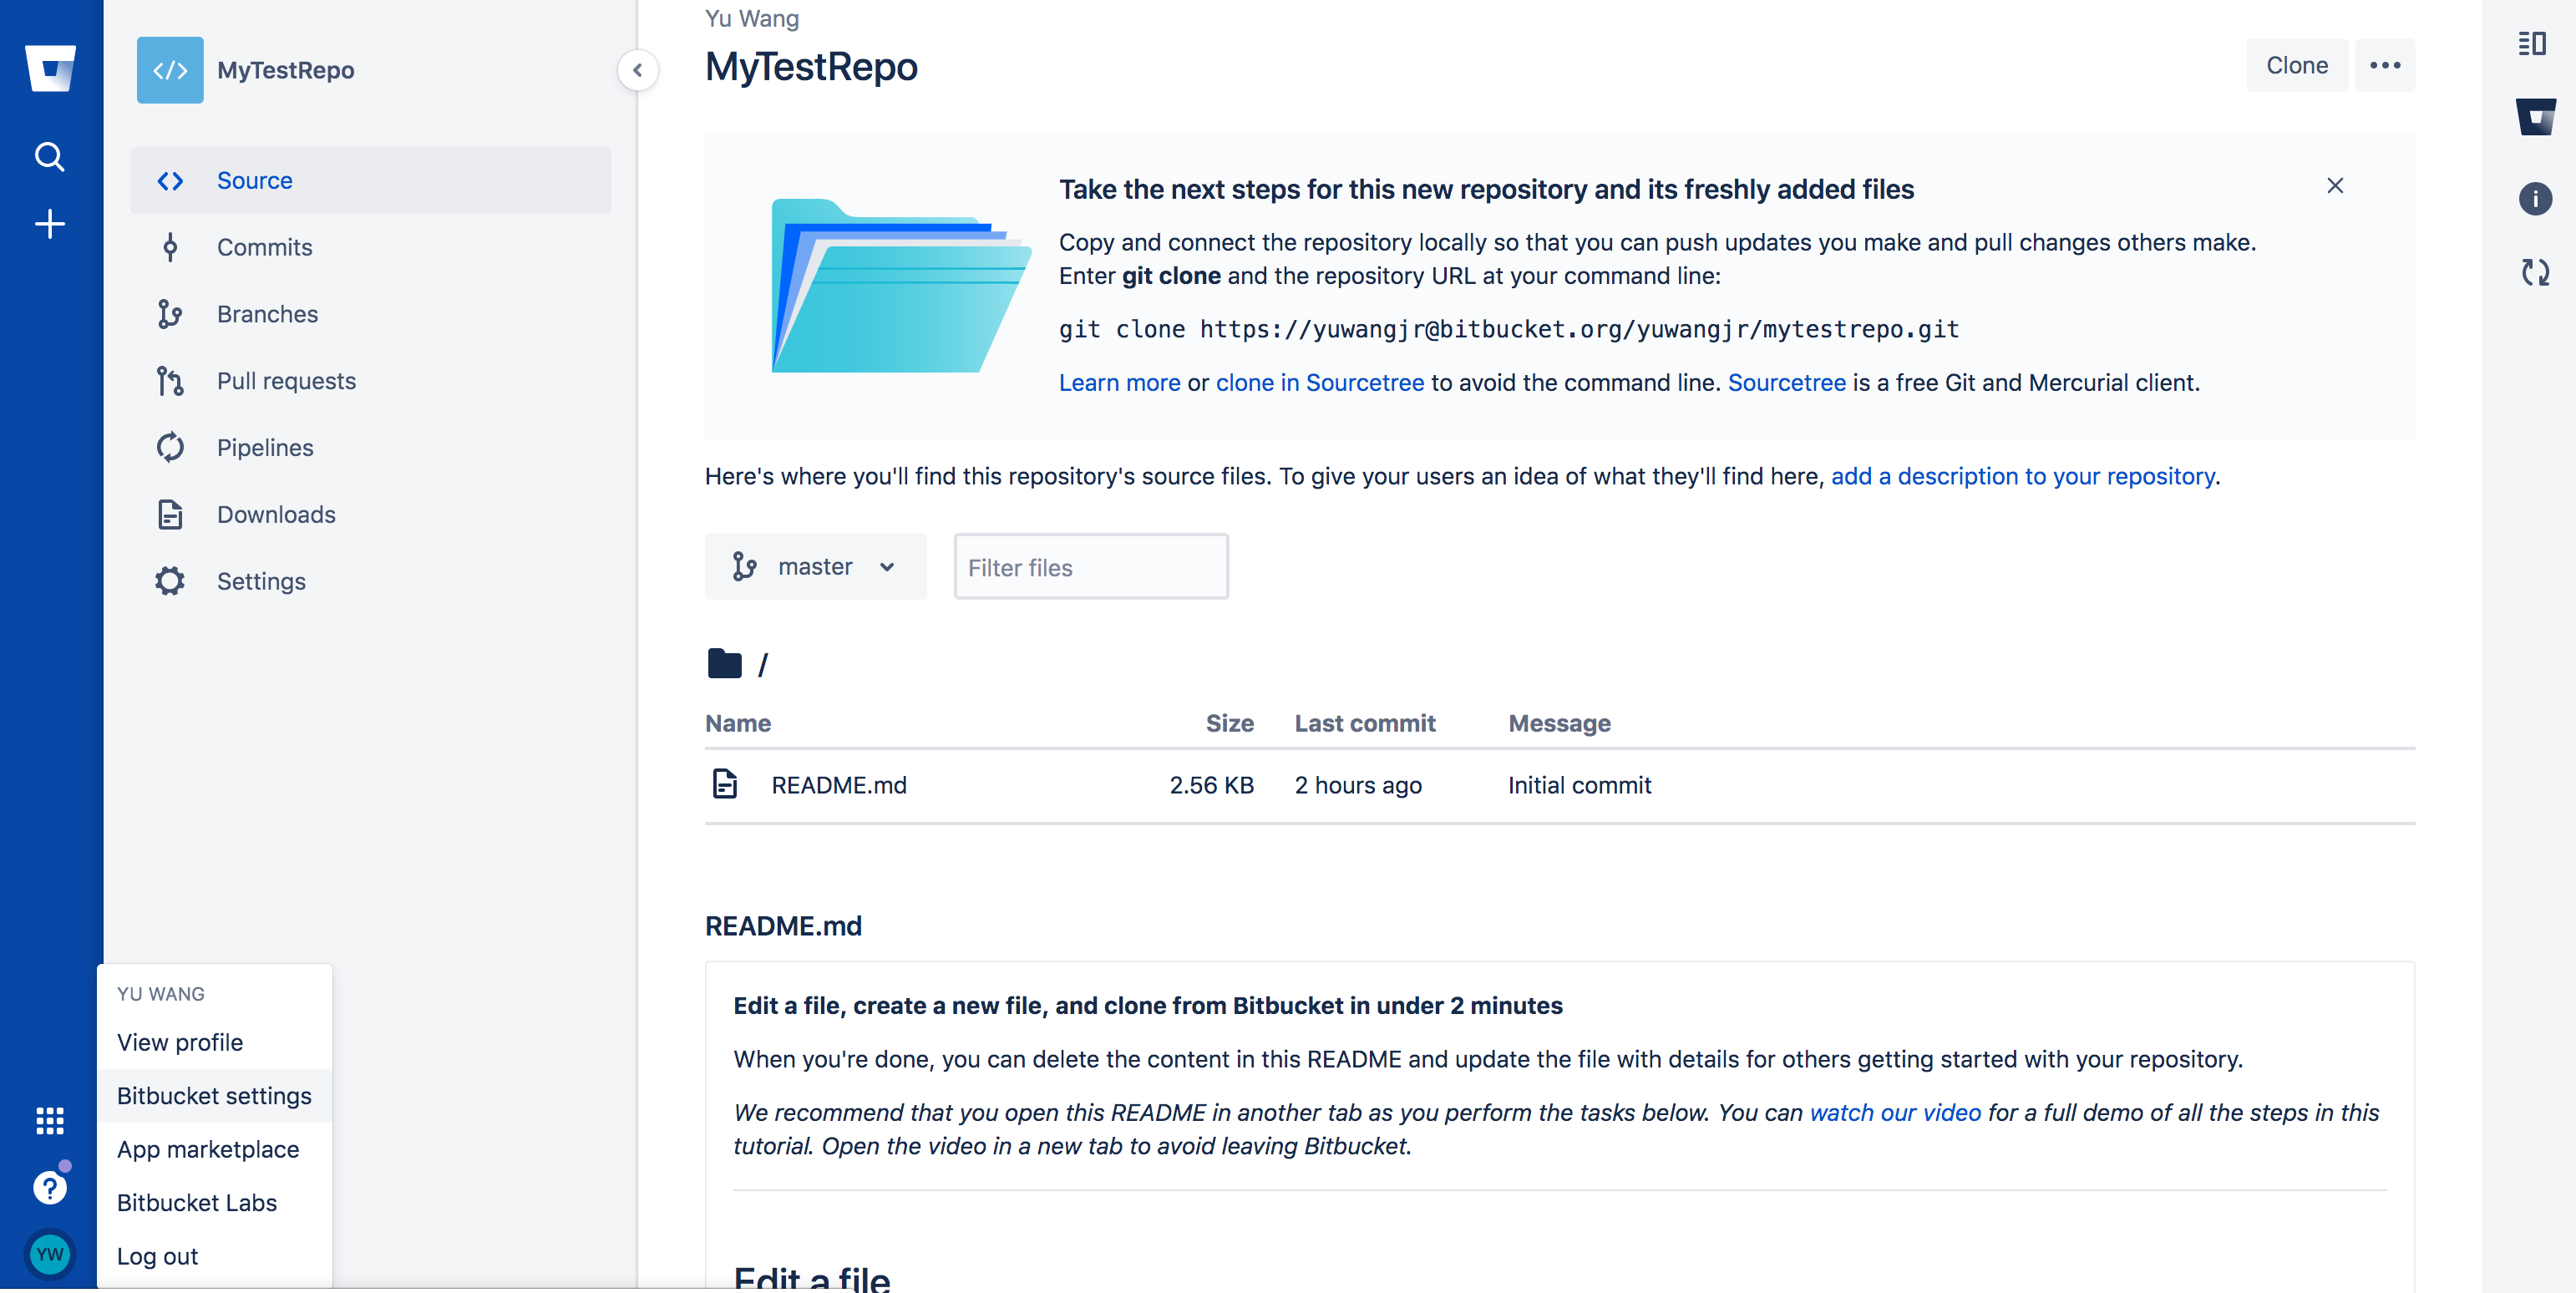 MyTestRepo
Source
Commits
Branches
Pull requests
Pipelines
Downloads
Settings
YU WANG
View profile
Bitbucket settings
App marketplace
Bitbucket Labs
Log out
YW
Yu Wang
MyTestRepo
Clone
Take the next steps for this new repository and its freshly added files
Copy and connect the repository locally so that you can push updates you make and pull changes others make.
Enter git clone and the repository URL at your command line:
git clone https://yuwangjr@bitbucket.org/yuwangjr/mytestrepo.git
Learn more or clone in Sourcetree to avoid the command line. Sourcetree is a free Git and Mercurial client.
Here's where you'll find this repository's source files. To give your users an idea of what they'll find here, add a description to your repository.
master
Filter files
/
Name Size Last commit Message
README.md 2.56 KB 2 hours ago Initial commit
README.md
Edit a file, create a new file, and clone from Bitbucket in under 2 minutes
When you're done, you can delete the content in this README and update the file with details for others getting started with your repository.
We recommend that you open this README in another tab as you perform the tasks below. You can watch our video for a full demo of all the steps in this
tutorial. Open the video in a new tab to avoid leaving Bitbucket.
Edit a file